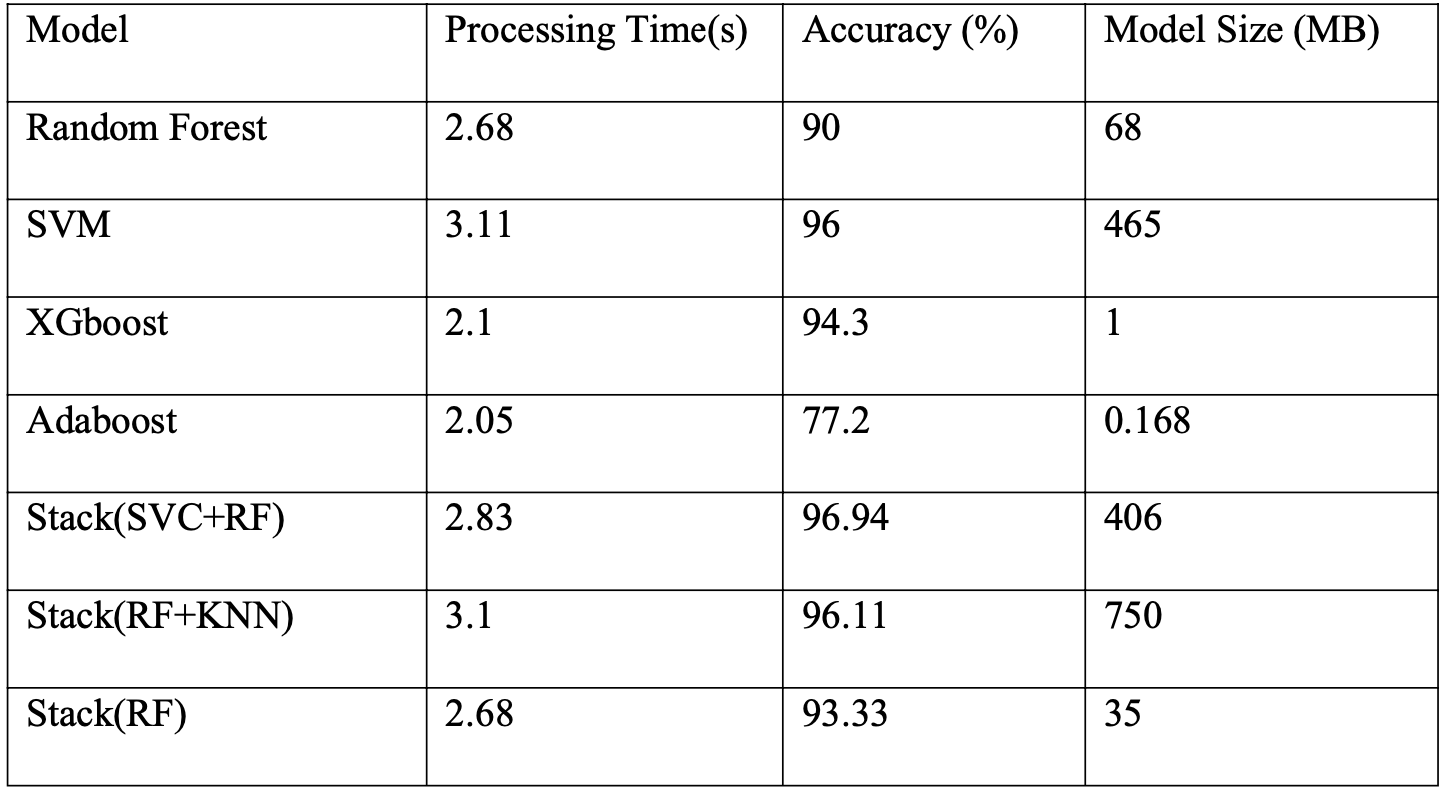 Model Processing Time(s) Accuracy (%) Model Size (MB)
Random Forest 2.68 90 68
SVM 3.11 96 465
XGboost 2.1 94.3 1
Adaboost 2.05 77.2 0.168
Stack(SVC+RF) 2.83 96.94 406
Stack(RF+KNN) 3.1 96.11 750
Stack(RF) 2.68 93.33 35